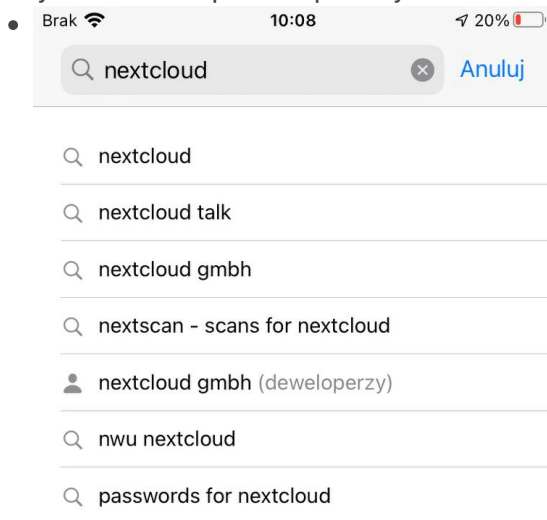 Brak 10:08 20%
nextcloud Anuluj
nextcloud
nextcloud talk
nextcloud gmbh
nextscan - scans for nextcloud
nextcloud gmbh (deweloperzy)
nwu nextcloud
passwords for nextcloud